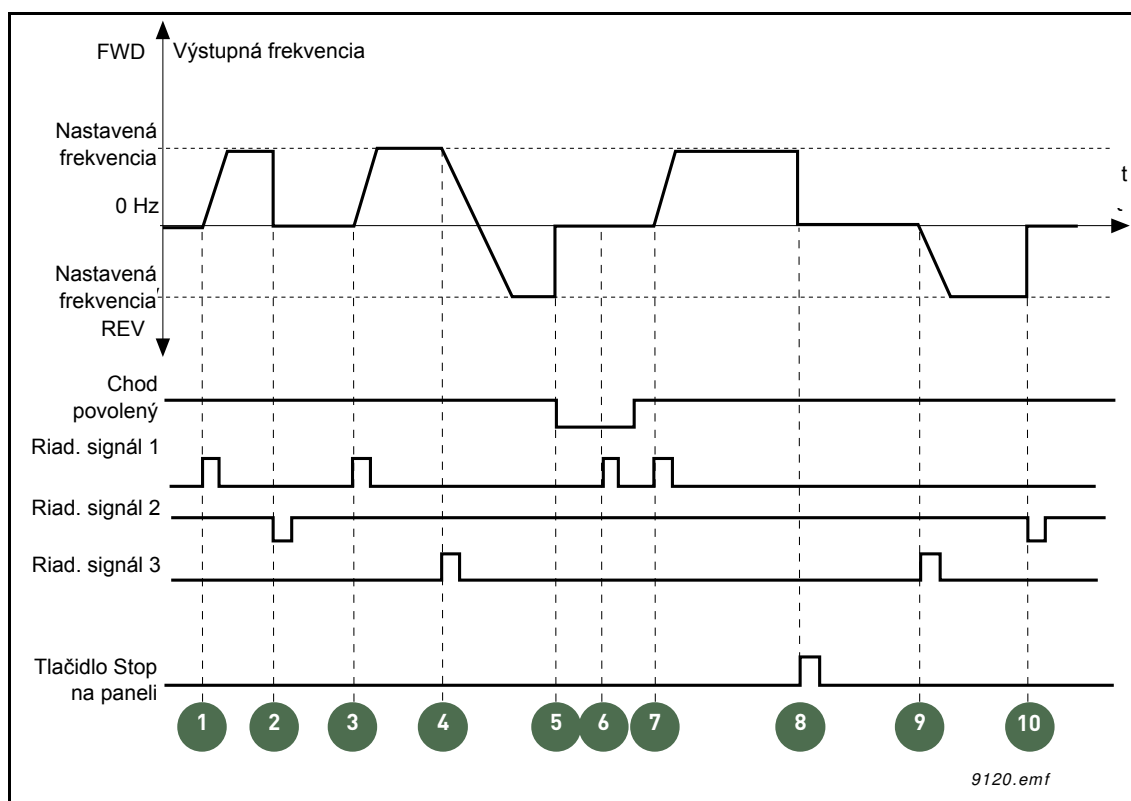 FWD
Výstupná frekvencia
Nastavená
frekvencia
t
0 Hz
Nastavená
frekvencia
REV
Chod
povolený
Riad. signál 1
Riad. signál 2
Riad. signál 3
Tlačidlo Stop
na paneli
1 2 3 4 5 6 7 8 9 10
9120.emf